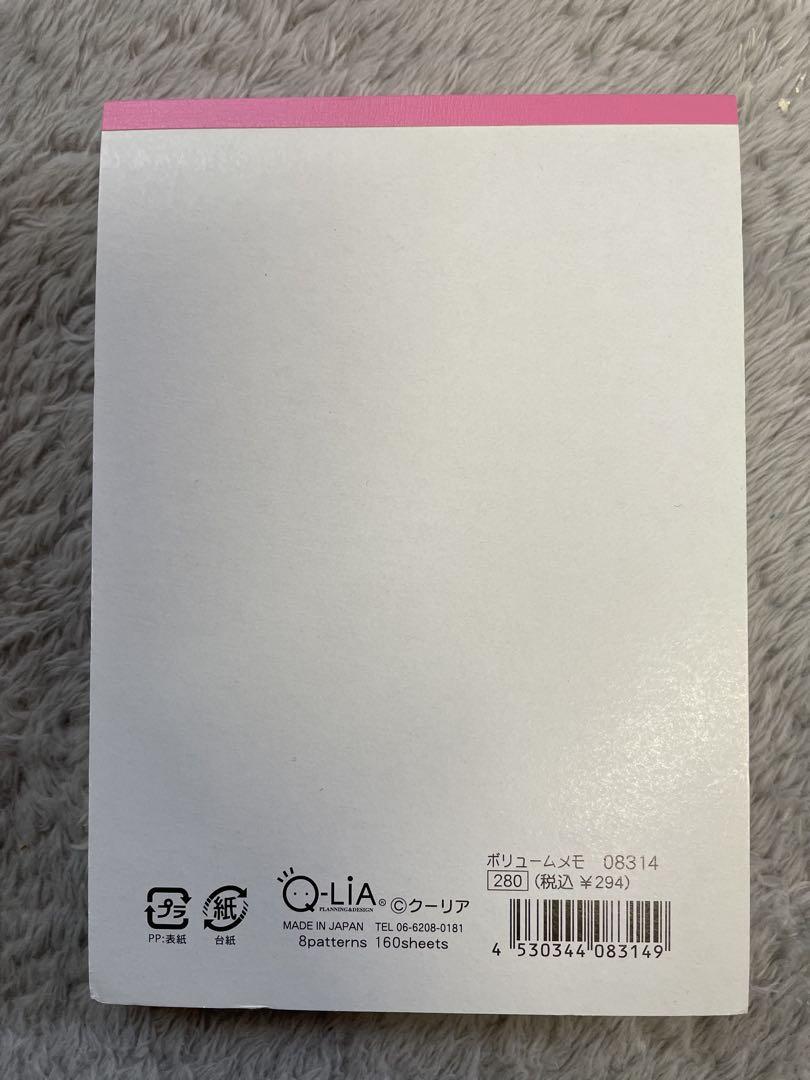 ボリュームメモ 08314
280 (税込 ¥294)
4 530344 083149
プラ
PP:表紙
紙
台紙
Q-LiA® ©クーリア
PLANNING&DESIGN
MADE IN JAPAN TEL 06-6208-0181
8patterns 160sheets